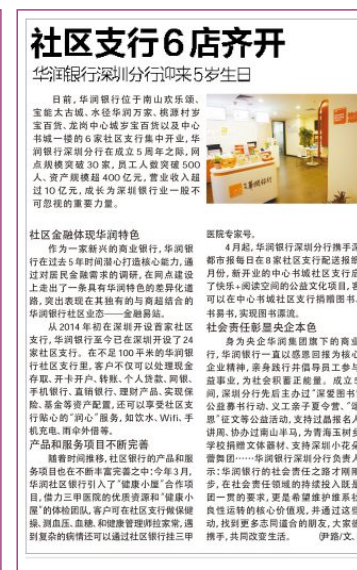 社区支行6店齐开
华润银行深圳分行迎来5岁生日
日前,华润银行位于南山欢乐颂、
宝能太古城、水径华润万家、桃源村岁
宝百货、龙岗中心城岁宝百货以及中心
书城一楼的6家社区支行集中开业,华
润银行深圳分行在成立5周年之际,网
点规模突破30家,员工人数突破500
人、资产规模超400亿元,营业收入超
过10亿元,成长为深圳银行业一股不
可忽视的重要力量。
社区金融体现华润特色
作为一家新兴的商业银行,华润银
行在过去5年时间潜心打造核心能力,通
过对居民金融需求的调研,在网点建设
上走出了一条具有华润特色的差异化道
路,突出表现在其独有的与商超结合的
华润银行社区业态——金融易站。
从2014年初在深圳开设首家社区
支行,华润银行至今已在深圳开设了24
家社区支行。在不足100平米的华润银
行社区支行里,客户不仅可以处理现金
存取、开卡开户、转账、个人贷款、网银、
手机银行、直销银行、理财产品、实现保
险、基金等资产配置,还可以享受社区支
行贴心的“润心”服务,如饮水、Wifi、手
机充电、雨伞外借等。
产品和服务项目不断完善
随着时间推移,社区银行的产品和服
务项目也在不断丰富完善之中:今年3月,
华润社区银行引入了“健康小屋”合作项
目,借力三甲医院的优质资源和“健康小
屋”的体检团队,客户可在社区支行做保健
操、测血压、血糖、和健康管理师拉家常,遇
到复杂的病情还可以通过社区银行挂三甲
医院专家号。
4月起,华润银行深圳分行携手深
都市报每日在8家社区支行配送报纸
月份,新开业的中心书城社区支行启
了快乐+阅读空间的公益文化项目,客
可以在中心书城社区支行捐赠图书、
书易书,实现图书漂流。
社会责任彰显央企本色
身为央企华润集团旗下的商业
行,华润银行一直以感恩回报为核心
企业精神,亲身践行并倡导员工参与
益事业,为社会积蓄正能量。成立5
间,深圳分行先后主办过“深爱图书
公益募书行动、义工亲子夏令营、“颂
恩”征文等公益活动,支持过晶报名人
讲周、协办过南山半马,为青海玉树乡
学校捐赠文体器材、支持深圳小花朵
蕾舞团……华润银行深圳分行负责人
示:华润银行的社会责任之路才刚刚
步,在社会责任领域的持续投入既是
团一贯的要求,更是希望维护维系社
良性运转的核心价值观,并通过这些
动,找到更多志同道合的朋友,大家彼
携手,共同改变生活。 (尹路/文、